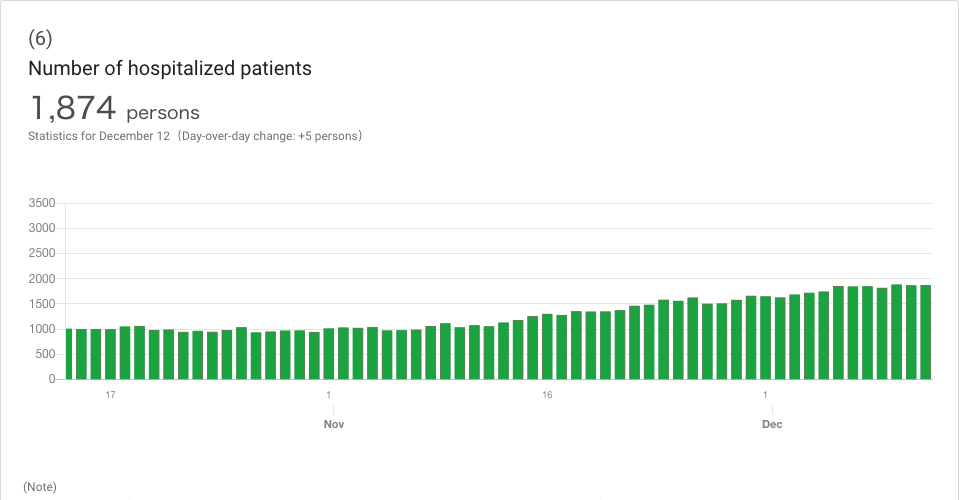 (6)
Number of hospitalized patients
1,874 persons
Statistics for December 12（Day-over-day change: +5 persons）
3500
3000
2500
2000
1500
1000
500
0
17 1 16 1
Nov Dec
(Note)